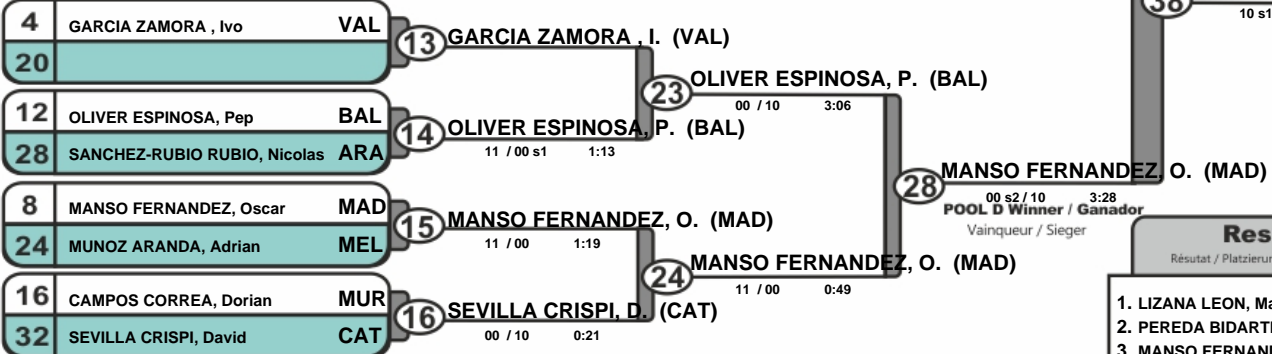 4 GARCIA ZAMORA , Ivo VAL
20
13 GARCIA ZAMORA , I. (VAL)
12 OLIVER ESPINOSA, Pep BAL
28 SANCHEZ-RUBIO RUBIO, Nicolas ARA
14 OLIVER ESPINOSA, P. (BAL)
11 / 00 s1 1:13
23 OLIVER ESPINOSA, P. (BAL)
00 / 10 3:06
8 MANSO FERNANDEZ, Oscar MAD
24 MUNOZ ARANDA, Adrian MEL
15 MANSO FERNANDEZ, O. (MAD)
11 / 00 1:19
16 CAMPOS CORREA, Dorian MUR
32 SEVILLA CRISPI, David CAT
16 SEVILLA CRISPI, D. (CAT)
00 / 10 0:21
24 MANSO FERNANDEZ, O. (MAD)
11 / 00 0:49
28 MANSO FERNANDEZ, O. (MAD)
00 s2 / 10 3:28
POOL D Winner / Ganador
Vainqueur / Sieger
38
10 s1
Res
Résutat / Platzierun
1. LIZANA LEON, Ma
2. PEREDA BIDARTE
3. MANSO FERNAND